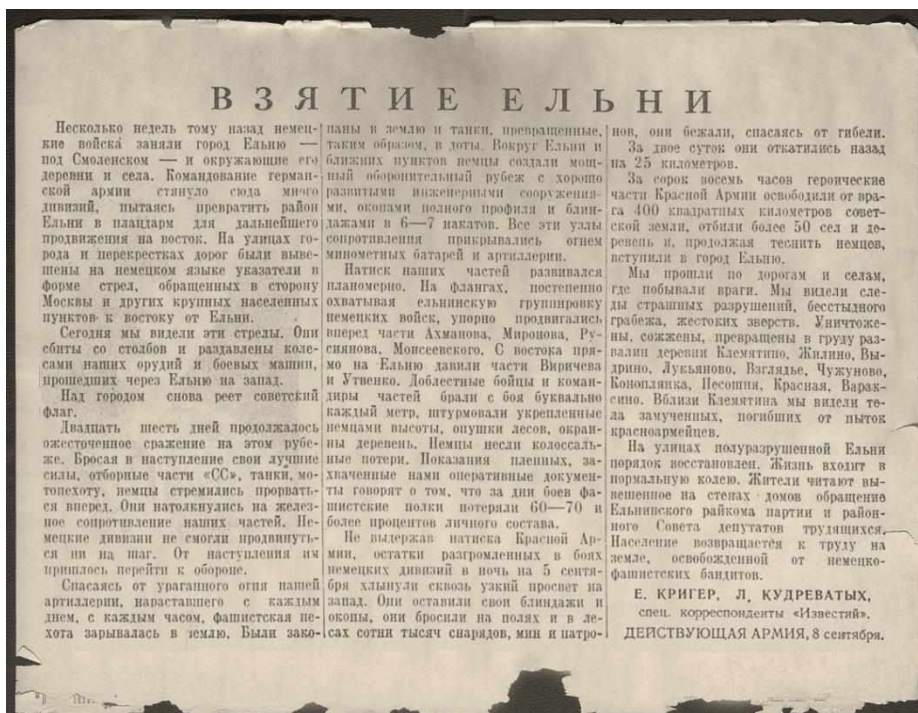 ВЗЯТИЕ ЕЛЬНИ
Несколько недель тому назад немец-
кие войска заняли город Ельню —
под Смоленском — и окружающие его
деревни и села. Командование герман-
ской армии стянуло сюда много
дивизий, пытаясь превратить район
Ельни в плацдарм для дальнейшего
продвижения на восток. На улицах го-
рода и перекрестках дорог были выве-
шены на немецком языке указатели в
форме стрел, обращенных в сторону
Москвы и других крупных населенных
пунктов к востоку от Ельни.
Сегодня мы видели эти стрелы. Они
сбиты со столбов и раздавлены коле-
сами наших орудий и боевых машин,
прошедших через Ельню на запад.
Над городом снова реет советский
флаг.
Двадцать шесть дней продолжалось
ожесточенное сражение на этом рубе-
же. Бросая в наступление свои лучшие
силы, отборные части «СС», танки, мо-
топехоту, немцы стремились прорвать-
ся вперед. Они натолкнулись на желез-
ное сопротивление наших частей. Не-
мецкие дивизии не смогли продвинуть-
ся ни на шаг. От наступления им
пришлось перейти к обороне.
Спасаясь от ураганного огня нашей
артиллерии, нараставшего с каждым
днем, с каждым часом, фашистская пе-
хота зарывалась в землю. Были зако-
паны в землю и танки, превращенные,
таким образом, в доты. Вокруг Ельни и
ближних пунктов немцы создали мощ-
ный оборонительный рубеж с хорошо
развитыми инженерными сооружения-
ми, окопами полного профиля и блин-
дажами в 6—7 накатов. Все эти узлы
сопротивления прикрывались огнем
минометных батарей и артиллерии.
Натиск наших частей развивался
планомерно. На флангах, постепенно
охватывая ельнинскую группировку
немецких войск, упорно продвигались
вперед части Ахманова, Миронова, Ру-
сиянова, Моисеевского. С востока пря-
мо на Ельню давили части Виричева
и Утвенко. Доблестные бойцы и коман-
диры частей брали с боя буквально
каждый метр, штурмовали укрепленные
немцами высоты, опушки лесов, окраи-
ны деревень. Немцы несли колоссаль-
ные потери. Показания пленных, за-
хваченные нами оперативные докумен-
ты говорят о том, что за дни боев фа-
шистские полки потеряли 60—70 и
более процентов личного состава.
Не выдержав натиска Красной Ар-
мии, остатки разгромленных в боях
немецких дивизий в ночь на 5 сентя-
бря хлынули сквозь узкий просвет на
запад. Они оставили свои блиндажи и
окопы, они бросили на полях и в ле-
сах сотни тысяч снарядов, мин и патро-
нов, они бежали, спасаясь от гибели.
За двое суток они откатились назад
на 25 километров.
За сорок восемь часов героические
части Красной Армии освободили от вра-
га 400 квадратных километров совет-
ской земли, отбили более 50 сел и де-
ревень и, продолжая теснить немцев,
вступили в город Ельню.
Мы прошли по дорогам и селам,
где побывали враги. Мы видели сле-
ды страшных разрушений, бесстыдного
грабежа, жестоких зверств. Уничтоже-
ны, сожжены, превращены в груду раз-
валин деревни Клемятино, Жилино, Вы-
дрино, Лукьяново, Взглядье, Чужуново,
Коноплянка, Песошня, Красная, Варак-
сино. Вблизи Клемятина мы видели те-
ла замученных, погибших от пыток
красноармейцев.
На улицах полуразрушенной Ельни
порядок восстановлен. Жизнь входит в
нормальную колею. Жители читают вы-
вешенное на стенах домов обращение
Ельнинского райкома партии и район-
ного Совета депутатов трудящихся.
Население возвращается к труду на
земле, освобожденной от немецко-
фашистских бандитов.
Е. КРИГЕР, Л. КУДРЕВАТЫХ,
спец. корреспонденты «Известий».
ДЕЙСТВУЮЩАЯ АРМИЯ, 8 сентября.